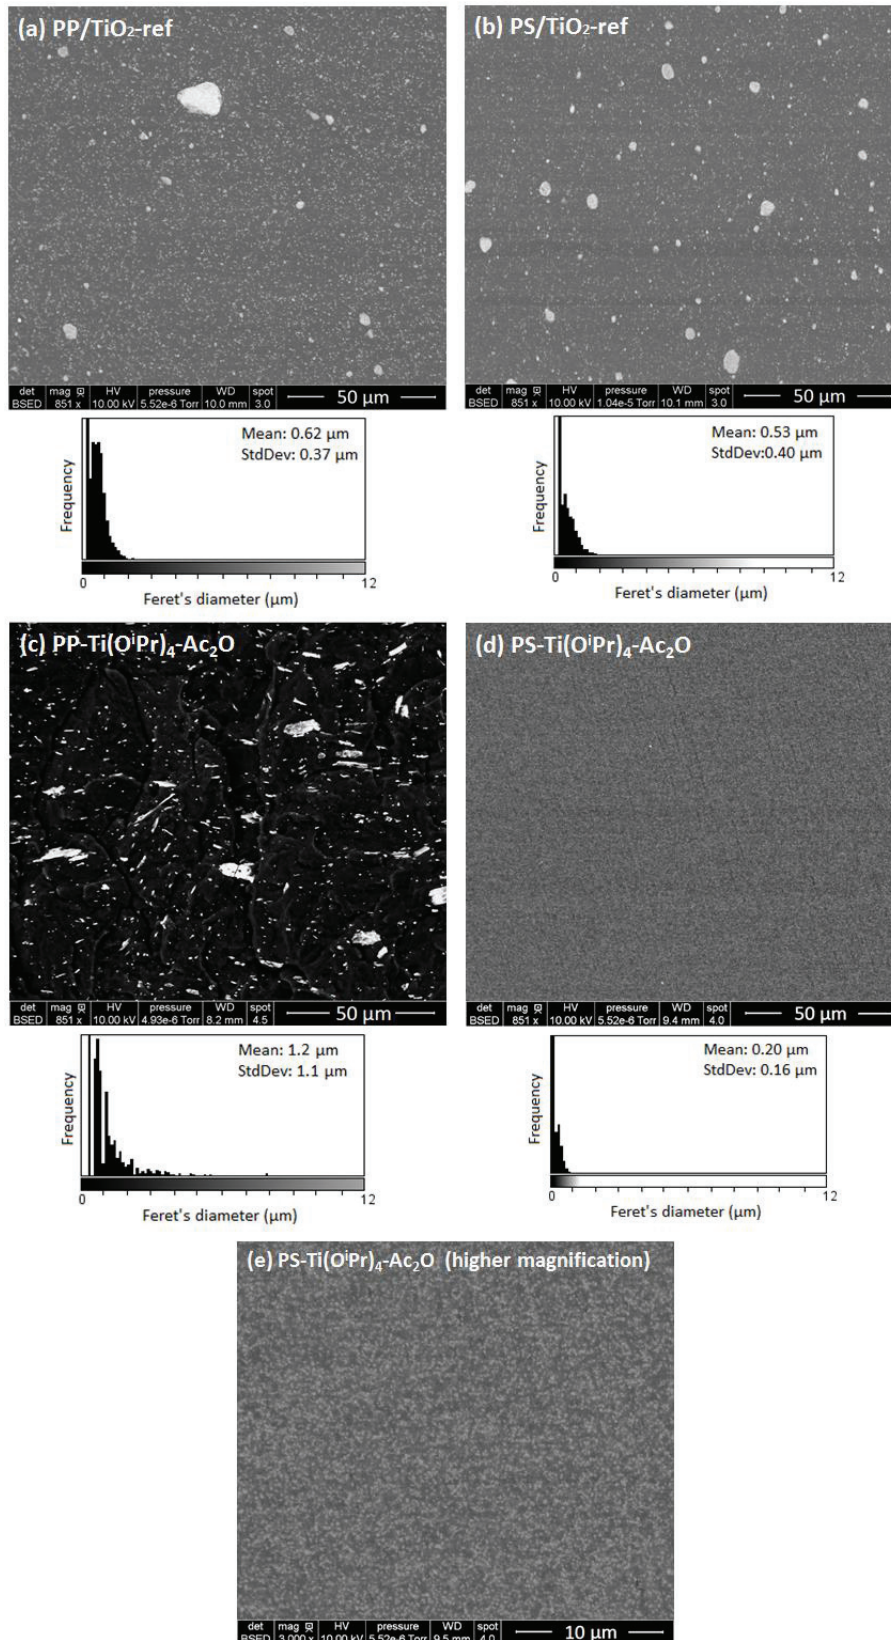 (a) PP/TiO₂-ref
det mag HV pressure WD spot
BSED 851 x 10.00 kV 5.52e-6 Torr 10.0 mm 3.0 50 µm
Mean: 0.62 µm
StdDev: 0.37 µm
Frequency
0 12
Feret's diameter (µm)
(b) PS/TiO₂-ref
det mag HV pressure WD spot
BSED 851 x 10.00 kV 1.04e-5 Torr 10.1 mm 3.0 50 µm
Mean: 0.53 µm
StdDev:0.40 µm
Frequency
0 12
Feret's diameter (µm)
(c) PP-Ti(OⁱPr)₄-Ac₂O
det mag HV pressure WD spot
BSED 851 x 10.00 kV 4.93e-6 Torr 8.2 mm 4.5 50 µm
Mean: 1.2 µm
StdDev: 1.1 µm
Frequency
0 12
Feret's diameter (µm)
(d) PS-Ti(OⁱPr)₄-Ac₂O
det mag HV pressure WD spot
BSED 851 x 10.00 kV 5.52e-6 Torr 9.4 mm 4.0 50 µm
Mean: 0.20 µm
StdDev: 0.16 µm
Frequency
0 12
Feret's diameter (µm)
(e) PS-Ti(OⁱPr)₄-Ac₂O (higher magnification)
det mag HV pressure WD spot
BSED 3 000 x 10.00 kV 5.52e-6 Torr 9.5 mm 4.0 10 µm